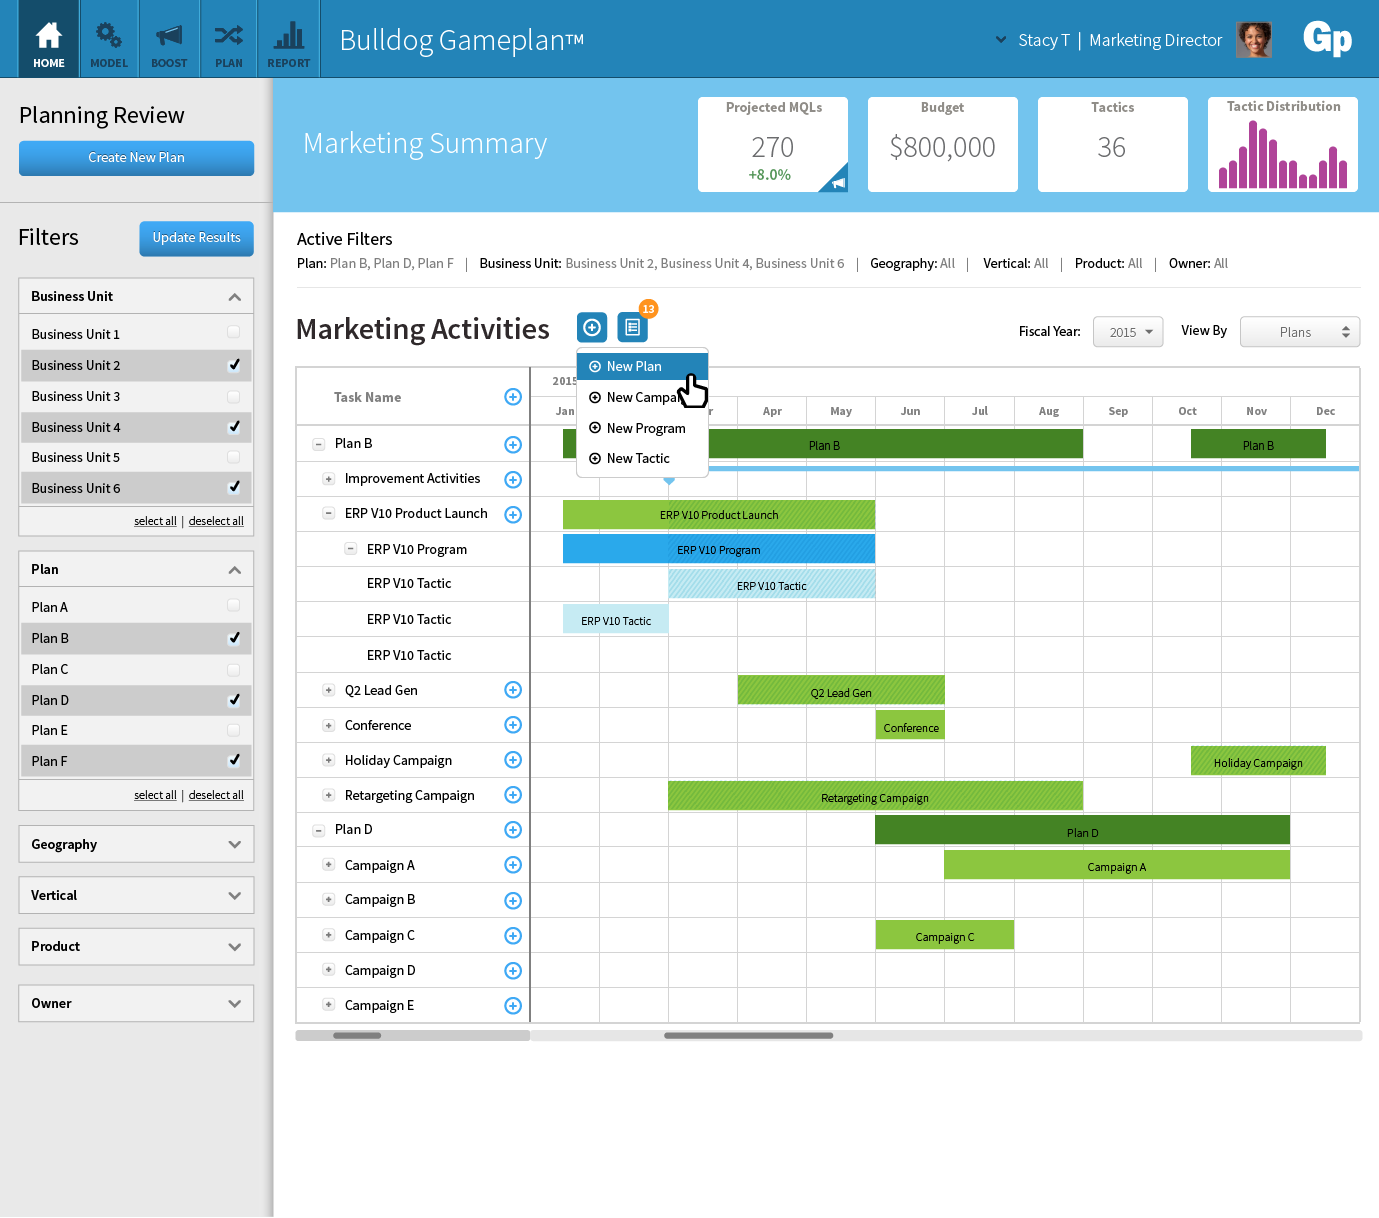 HOME MODEL BOOST PLAN REPORT
Bulldog Gameplan™
Stacy T | Marketing Director
Gp
Planning Review
Create New Plan
Filters
Update Results
Business Unit
Business Unit 1
Business Unit 2
Business Unit 3
Business Unit 4
Business Unit 5
Business Unit 6
select all | deselect all
Plan
Plan A
Plan B
Plan C
Plan D
Plan E
Plan F
select all | deselect all
Geography
Vertical
Product
Owner
Marketing Summary
Projected MQLs
270
+8.0%
Budget
$800,000
Tactics
36
Tactic Distribution
Active Filters
Plan: Plan B, Plan D, Plan F | Business Unit: Business Unit 2, Business Unit 4, Business Unit 6 | Geography: All | Vertical: All | Product: All | Owner: All
Marketing Activities
13
Fiscal Year: 2015
View By Plans
New Plan
New Campai
New Program
New Tactic
Task Name
2015
Jan r Apr May Jun Jul Aug Sep Oct Nov Dec
Plan B Plan B Plan B
Improvement Activities
ERP V10 Product Launch ERP V10 Product Launch
ERP V10 Program ERP V10 Program
ERP V10 Tactic ERP V10 Tactic
ERP V10 Tactic ERP V10 Tactic
ERP V10 Tactic
Q2 Lead Gen Q2 Lead Gen
Conference Conference
Holiday Campaign Holiday Campaign
Retargeting Campaign Retargeting Campaign
Plan D Plan D
Campaign A Campaign A
Campaign B
Campaign C Campaign C
Campaign D
Campaign E